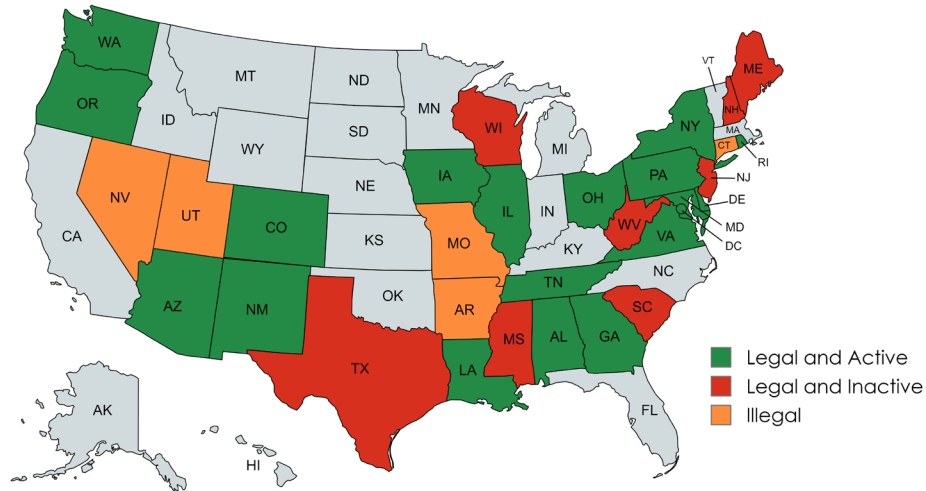 WA
MT
ND
MN
VT
ME
OR
ID
SD
WI
MI
NY
NH
MA
CT
RI
WY
IA
PA
NJ
NV
UT
NE
IL
IN
OH
DE
MD
DC
CA
CO
KS
MO
KY
WV
VA
AZ
NM
OK
AR
TN
NC
TX
LA
MS
AL
GA
SC
FL
AK
HI
Legal and Active
Legal and Inactive
Illegal